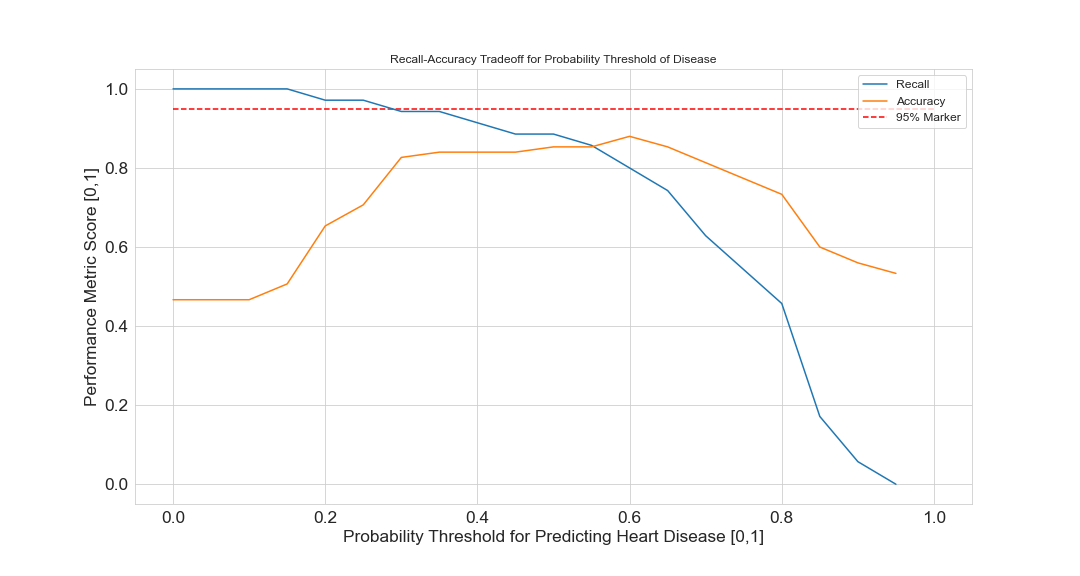 Recall-Accuracy Tradeoff for Probability Threshold of Disease
Recall
Accuracy
95% Marker
Performance Metric Score [0,1]
1.0
0.8
0.6
0.4
0.2
0.0
0.0 0.2 0.4 0.6 0.8 1.0
Probability Threshold for Predicting Heart Disease [0,1]